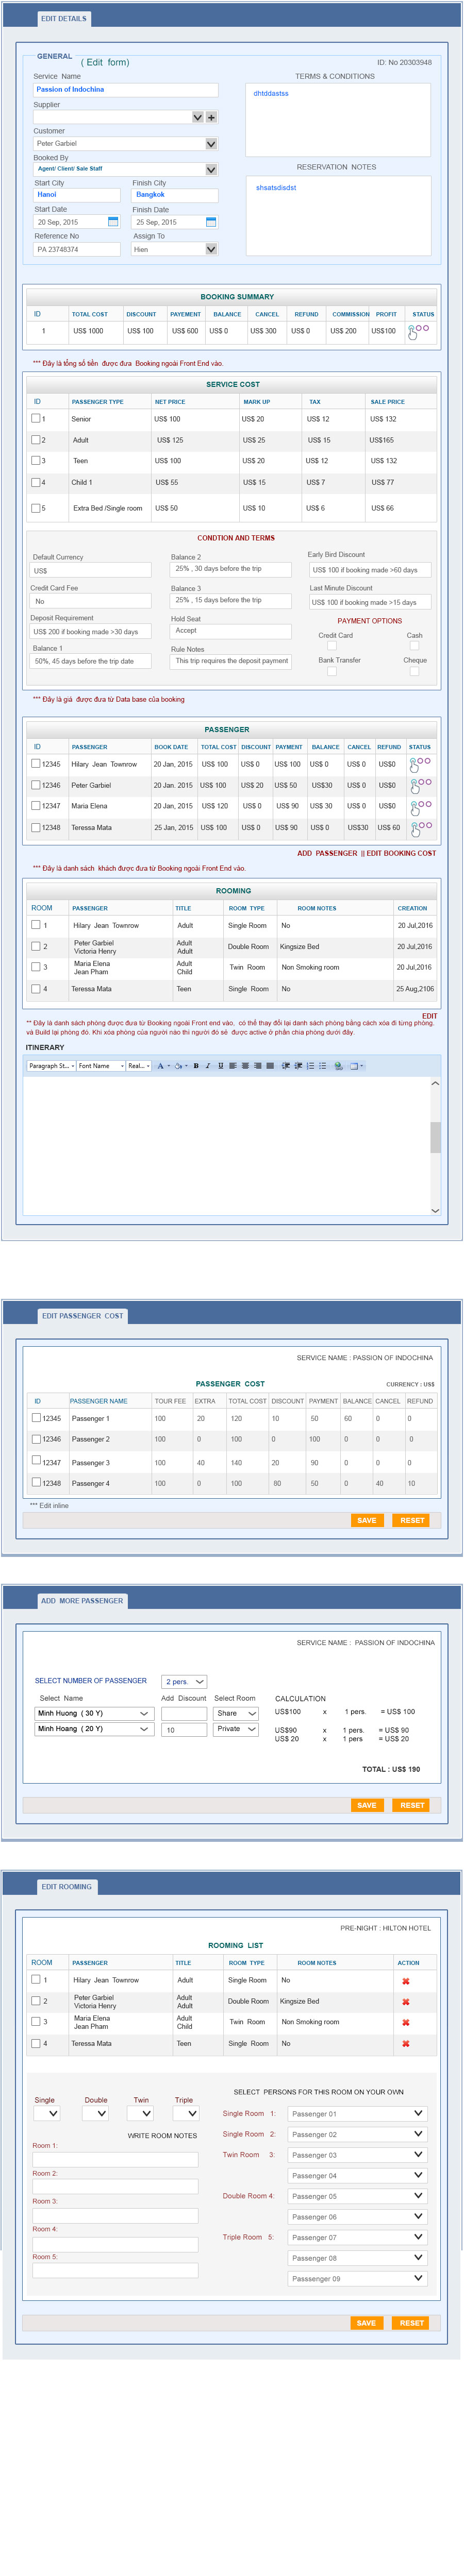 EDIT DETAILS
GENERAL
( Edit form)
ID: No 20303948
Service Name
Passion of Indochina
Supplier
Customer
Peter Garbiel
Booked By
Agent/ Client/ Sale Staff
Start City
Finish City
Hanoi
Bangkok
Start Date
Finish Date
20 Sep, 2015
25 Sep, 2015
Reference No
Assign To
PA 23748374
Hien
TERMS & CONDITIONS
dhtddastss
RESERVATION NOTES
shsatsdisdst
BOOKING SUMMARY
ID TOTAL COST DISCOUNT PAYEMENT BALANCE CANCEL REFUND COMMISSION PROFIT STATUS
1 US$ 1000 US$ 100 US$ 600 US$ 0 US$ 300 US$ 0 US$ 200 US$100
*** Đây là tổng số tiền được đưa Booking ngoài Front End vào.
SERVICE COST
ID PASSENGER TYPE NET PRICE MARK UP TAX SALE PRICE
1 Senior US$ 100 US$ 20 US$ 12 US$ 132
2 Adult US$ 125 US$ 25 US$ 15 US$165
3 Teen US$ 100 US$ 20 US$ 12 US$ 132
4 Child 1 US$ 55 US$ 15 US$ 7 US$ 77
5 Extra Bed /Single room US$ 50 US$ 10 US$ 6 US$ 66
CONDTION AND TERMS
Default Currency
US$
Credit Card Fee
No
Deposit Requirement
US$ 200 if booking made >30 days
Balance 1
50%, 45 days before the trip date
Balance 2
25% , 30 days before the trip
Balance 3
25% , 15 days before the trip
Hold Seat
Accept
Rule Notes
This trip requires the deposit payment
Early Bird Discount
US$ 100 if booking made >60 days
Last Minute Discount
US$ 100 if booking made >15 days
PAYMENT OPTIONS
Credit Card Cash
Bank Transfer Cheque
*** Đây là giá được đưa từ Data base của booking
PASSENGER
ID PASSENGER BOOK DATE TOTAL COST DISCOUNT PAYMENT BALANCE CANCEL REFUND STATUS
12345 Hilary Jean Townrow 20 Jan, 2015 US$ 100 US$ 0 US$ 100 US$ 0 US$ 0 US$0
12346 Peter Garbiel 20 Jan. 2015 US$ 100 US$ 20 US$ 50 US$30 US$ 0 US$0
12347 Maria Elena 20 Jan, 2015 US$ 120 US$ 0 US$ 90 US$30 US$ 0 US$0
12348 Teressa Mata 25 Jan, 2015 US$ 100 US$ 0 US$ 90 US$ 0 US$30 US$ 60
ADD PASSENGER || EDIT BOOKING COST
*** Đây là danh sách khách được đưa từ Booking ngoài Front End vào.
ROOMING
ROOM PASSENGER TITLE ROOM TYPE ROOM NOTES CREATION
1 Hilary Jean Townrow Adult Single Room No 20 Jul,2016
2 Peter Garbiel Adult Double Room Kingsize Bed 20 Jul,2016
Victoria Henry Adult
3 Maria Elena Adult Twin Room Non Smoking room 20 Jul,2016
Jean Pham Child
4 Teressa Mata Teen Single Room No 25 Aug,2106
EDIT
** Đây là danh sách phòng được đưa từ Booking ngoài Front end vào, có thể thay đổi lại danh sách phòng bằng cách xóa đi từng phòng.
và Build lại phòng đó. Khi xóa phòng của người nào thì người đó sẽ được active ở phần chia phòng dưới đây.
ITINERARY
Paragraph St... Font Name Real... A B I U
EDIT PASSENGER COST
SERVICE NAME : PASSION OF INDOCHINA
PASSENGER COST
CURRENCY : US$
ID PASSENGER NAME TOUR FEE EXTRA TOTAL COST DISCOUNT PAYMENT BALANCE CANCEL REFUND
12345 Passenger 1 100 20 120 10 50 60 0 0
12346 Passenger 2 100 0 100 0 100 0 0 0
12347 Passenger 3 100 40 140 20 90 0 0 0
12348 Passenger 4 100 0 100 80 50 0 40 10
*** Edit inline
SAVE RESET
ADD MORE PASSENGER
SERVICE NAME : PASSION OF INDOCHINA
SELECT NUMBER OF PASSENGER 2 pers.
Select Name Add Discount Select Room CALCULATION
Minh Huong ( 30 Y) Share US$100 x 1 pers. = US$ 100
Minh Hoang ( 20 Y) 10 Private US$90 x 1 pers. = US$ 90
US$ 20 x 1 pers = US$ 20
TOTAL : US$ 190
SAVE RESET
EDIT ROOMING
PRE-NIGHT : HILTON HOTEL
ROOMING LIST
ROOM PASSENGER TITLE ROOM TYPE ROOM NOTES ACTION
1 Hilary Jean Townrow Adult Single Room No
2 Peter Garbiel Adult Double Room Kingsize Bed
Victoria Henry Adult
3 Maria Elena Adult Twin Room Non Smoking room
Jean Pham Child
4 Teressa Mata Teen Single Room No
SELECT PERSONS FOR THIS ROOM ON YOUR OWN
Single Double Twin Triple
WRITE ROOM NOTES
Room 1:
Room 2:
Room 3:
Room 4:
Room 5:
Single Room 1: Passenger 01
Single Room 2: Passenger 02
Twin Room 3: Passenger 03
Passenger 04
Double Room 4: Passenger 05
Passenger 06
Triple Room 5: Passenger 07
Passenger 08
Passsenger 09
SAVE RESET